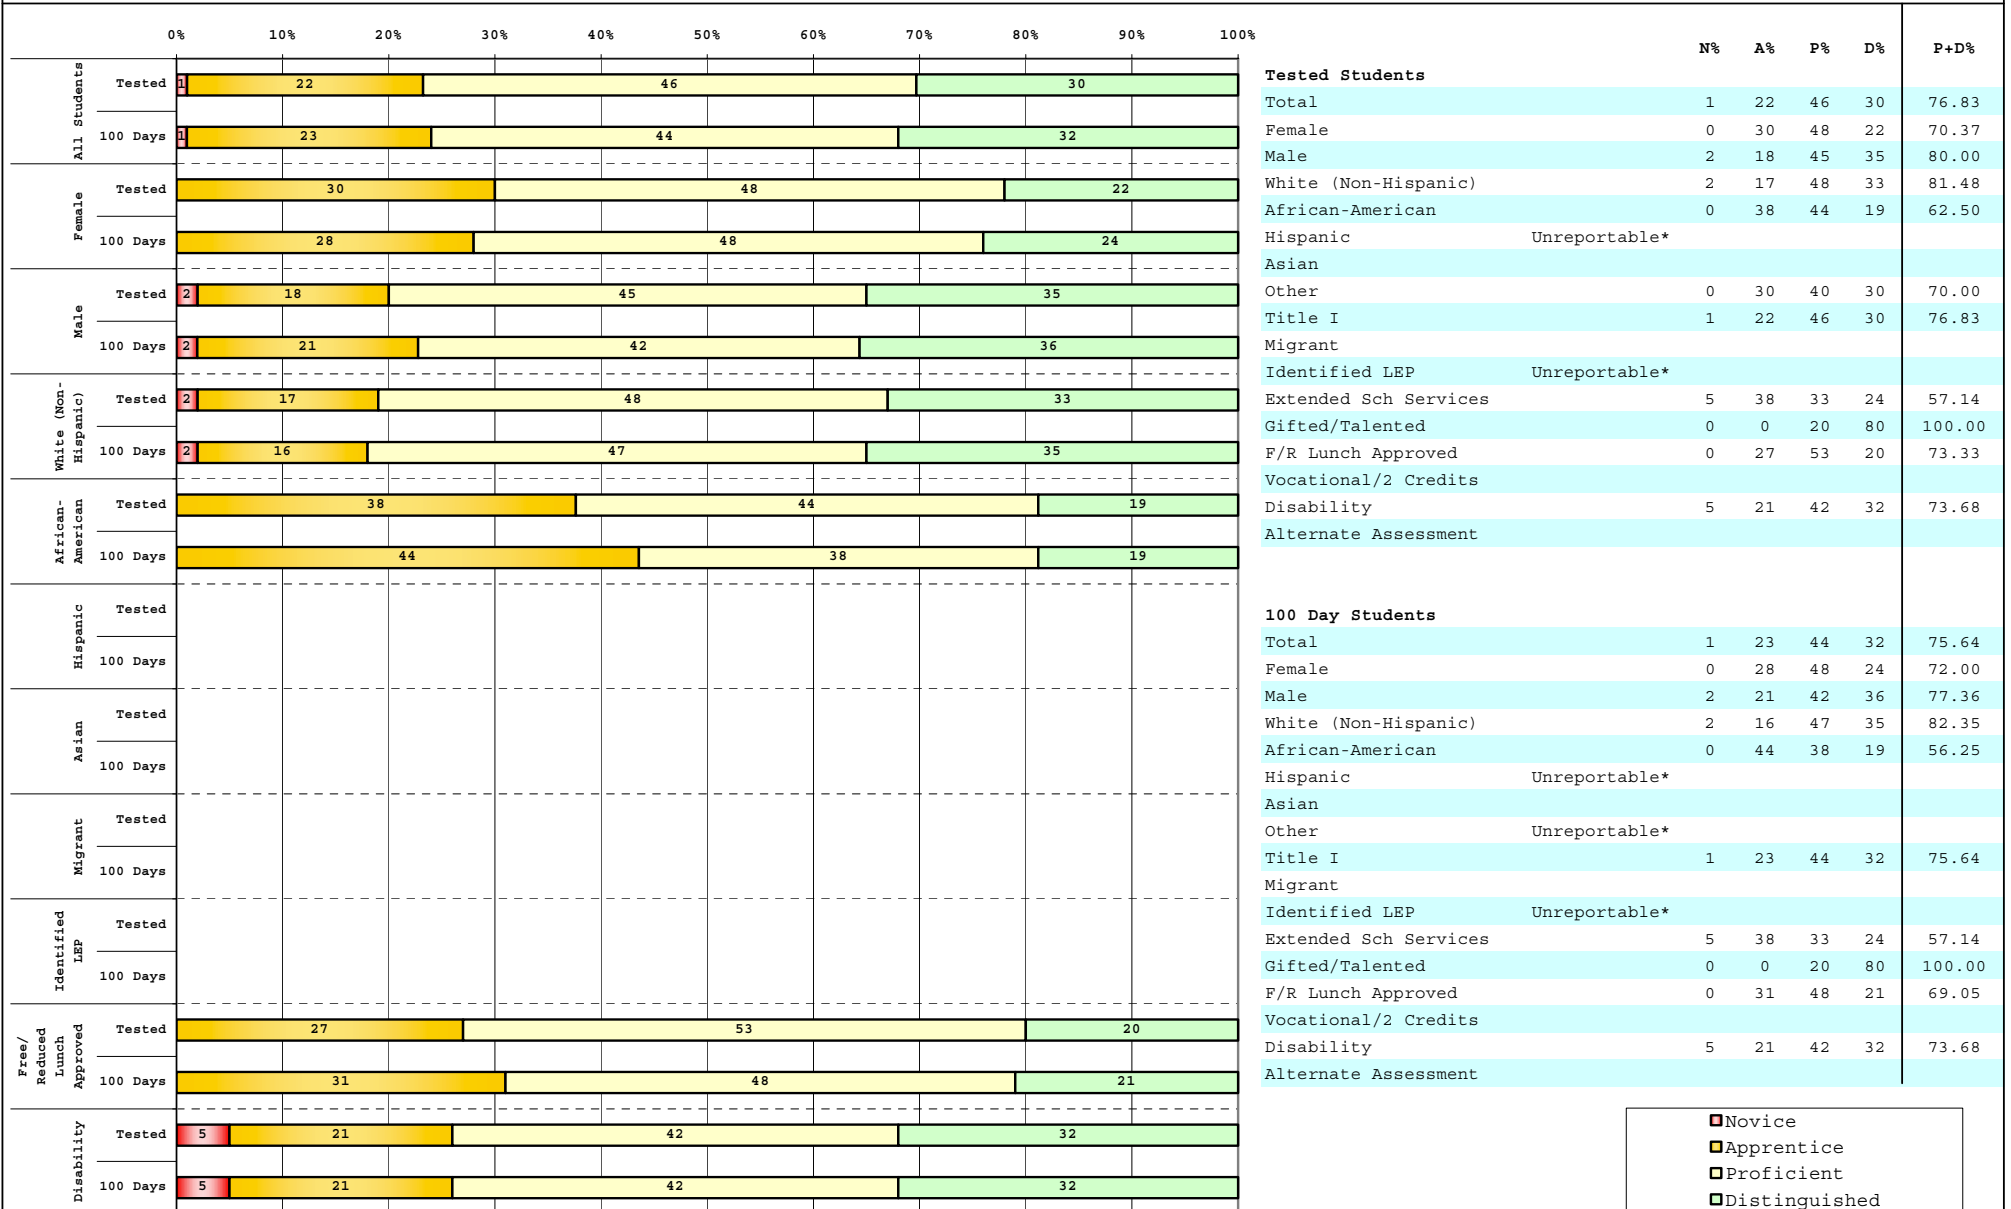 0% 10% 20% 30% 40% 50% 60% 70% 80% 90% 100%
All Students
Tested 1 22 46 30
100 Days 1 23 44 32
Female
Tested 30 48 22
100 Days 28 48 24
Male
Tested 2 18 45 35
100 Days 2 21 42 36
White (Non-
Hispanic)
Tested 2 17 48 33
100 Days 2 16 47 35
African-
American
Tested 38 44 19
100 Days 44 38 19
Hispanic
Tested
100 Days
Asian
Tested
100 Days
Migrant
Tested
100 Days
Identified
LEP
Tested
100 Days
Free/
Reduced
Lunch
Approved
Tested 27 53 20
100 Days 31 48 21
Disability
Tested 5 21 42 32
100 Days 5 21 42 32
N% A% P% D% P+D%
Tested Students
Total 1 22 46 30 76.83
Female 0 30 48 22 70.37
Male 2 18 45 35 80.00
White (Non-Hispanic) 2 17 48 33 81.48
African-American 0 38 44 19 62.50
Hispanic Unreportable*
Asian
Other 0 30 40 30 70.00
Title I 1 22 46 30 76.83
Migrant
Identified LEP Unreportable*
Extended Sch Services 5 38 33 24 57.14
Gifted/Talented 0 0 20 80 100.00
F/R Lunch Approved 0 27 53 20 73.33
Vocational/2 Credits
Disability 5 21 42 32 73.68
Alternate Assessment
100 Day Students
Total 1 23 44 32 75.64
Female 0 28 48 24 72.00
Male 2 21 42 36 77.36
White (Non-Hispanic) 2 16 47 35 82.35
African-American 0 44 38 19 56.25
Hispanic Unreportable*
Asian
Other Unreportable*
Title I 1 23 44 32 75.64
Migrant
Identified LEP Unreportable*
Extended Sch Services 5 38 33 24 57.14
Gifted/Talented 0 0 20 80 100.00
F/R Lunch Approved 0 31 48 21 69.05
Vocational/2 Credits
Disability 5 21 42 32 73.68
Alternate Assessment
Novice
Apprentice
Proficient
Distinguished